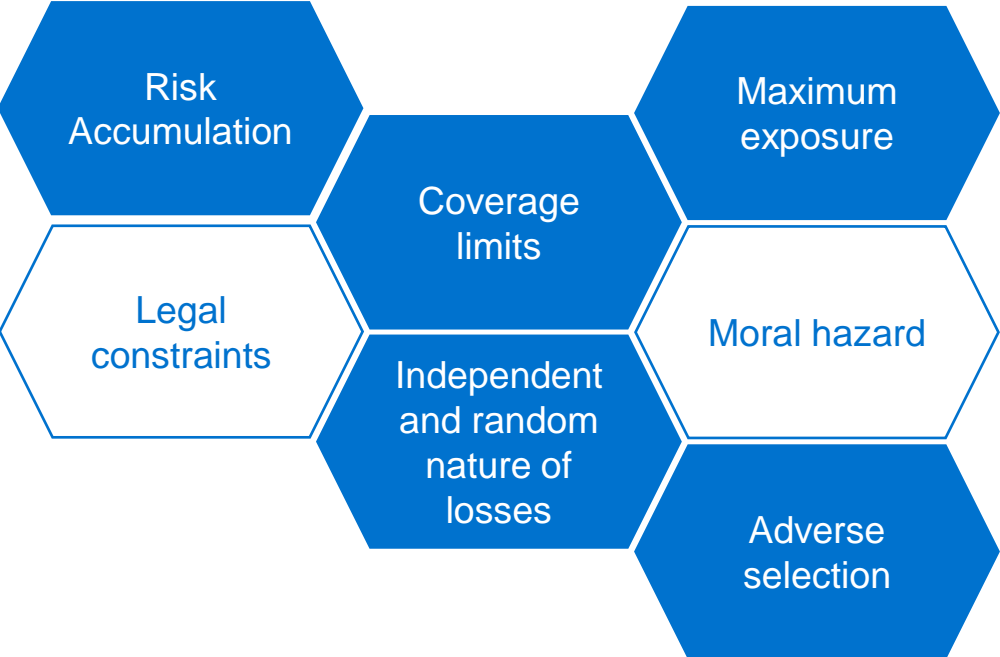 Risk
Accumulation
Maximum
exposure
Coverage
limits
Legal
constraints
Moral hazard
Independent
and random
nature of
losses
Adverse
selection